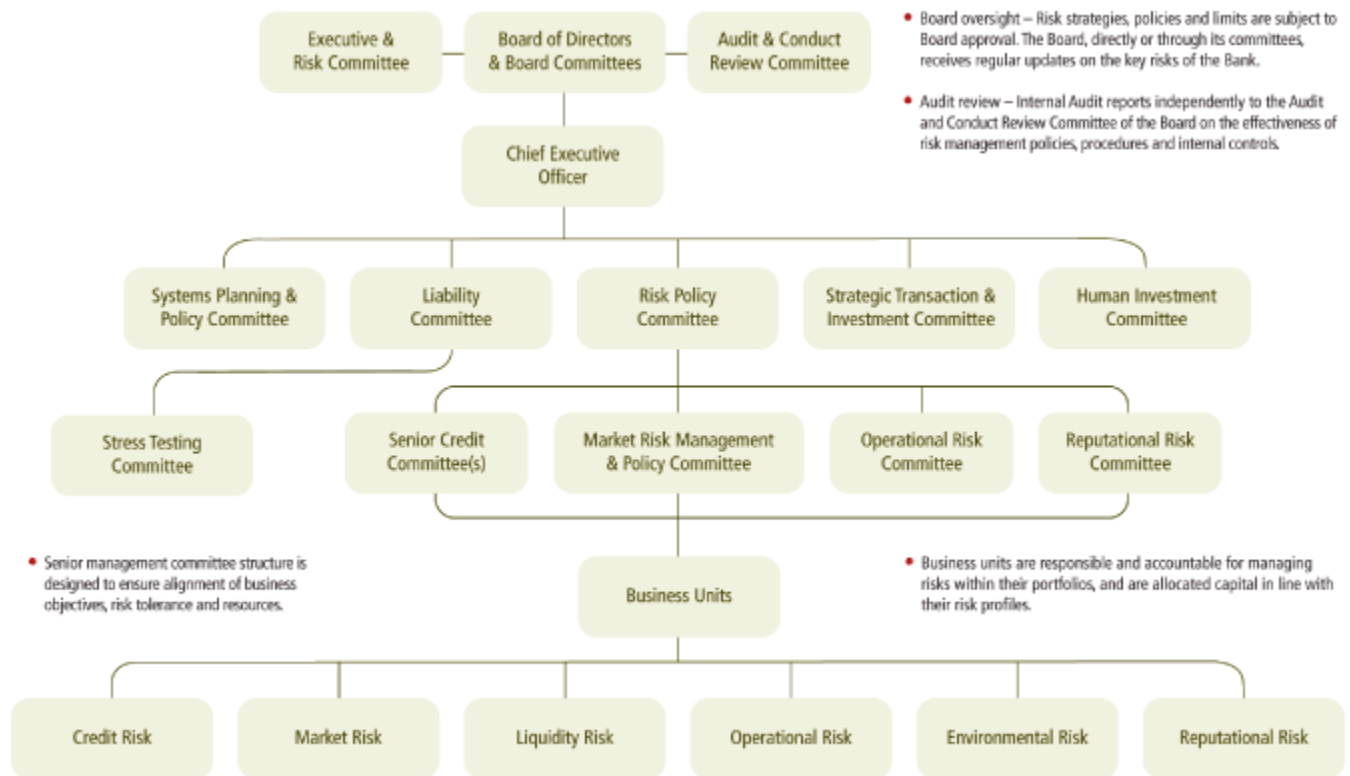 Executive &
Risk Committee
Board of Directors
& Board Committees
Audit & Conduct
Review Committee
• Board oversight – Risk strategies, policies and limits are subject to
Board approval. The Board, directly or through its committees,
receives regular updates on the key risks of the Bank.
• Audit review – Internal Audit reports independently to the Audit
and Conduct Review Committee of the Board on the effectiveness of
risk management policies, procedures and internal controls.
Chief Executive
Officer
Systems Planning &
Policy Committee
Liability
Committee
Risk Policy
Committee
Strategic Transaction &
Investment Committee
Human Investment
Committee
Stress Testing
Committee
Senior Credit
Committee(s)
Market Risk Management
& Policy Committee
Operational Risk
Committee
Reputational Risk
Committee
• Senior management committee structure is
designed to ensure alignment of business
objectives, risk tolerance and resources.
Business Units
• Business units are responsible and accountable for managing
risks within their portfolios, and are allocated capital in line with
their risk profiles.
Credit Risk
Market Risk
Liquidity Risk
Operational Risk
Environmental Risk
Reputational Risk